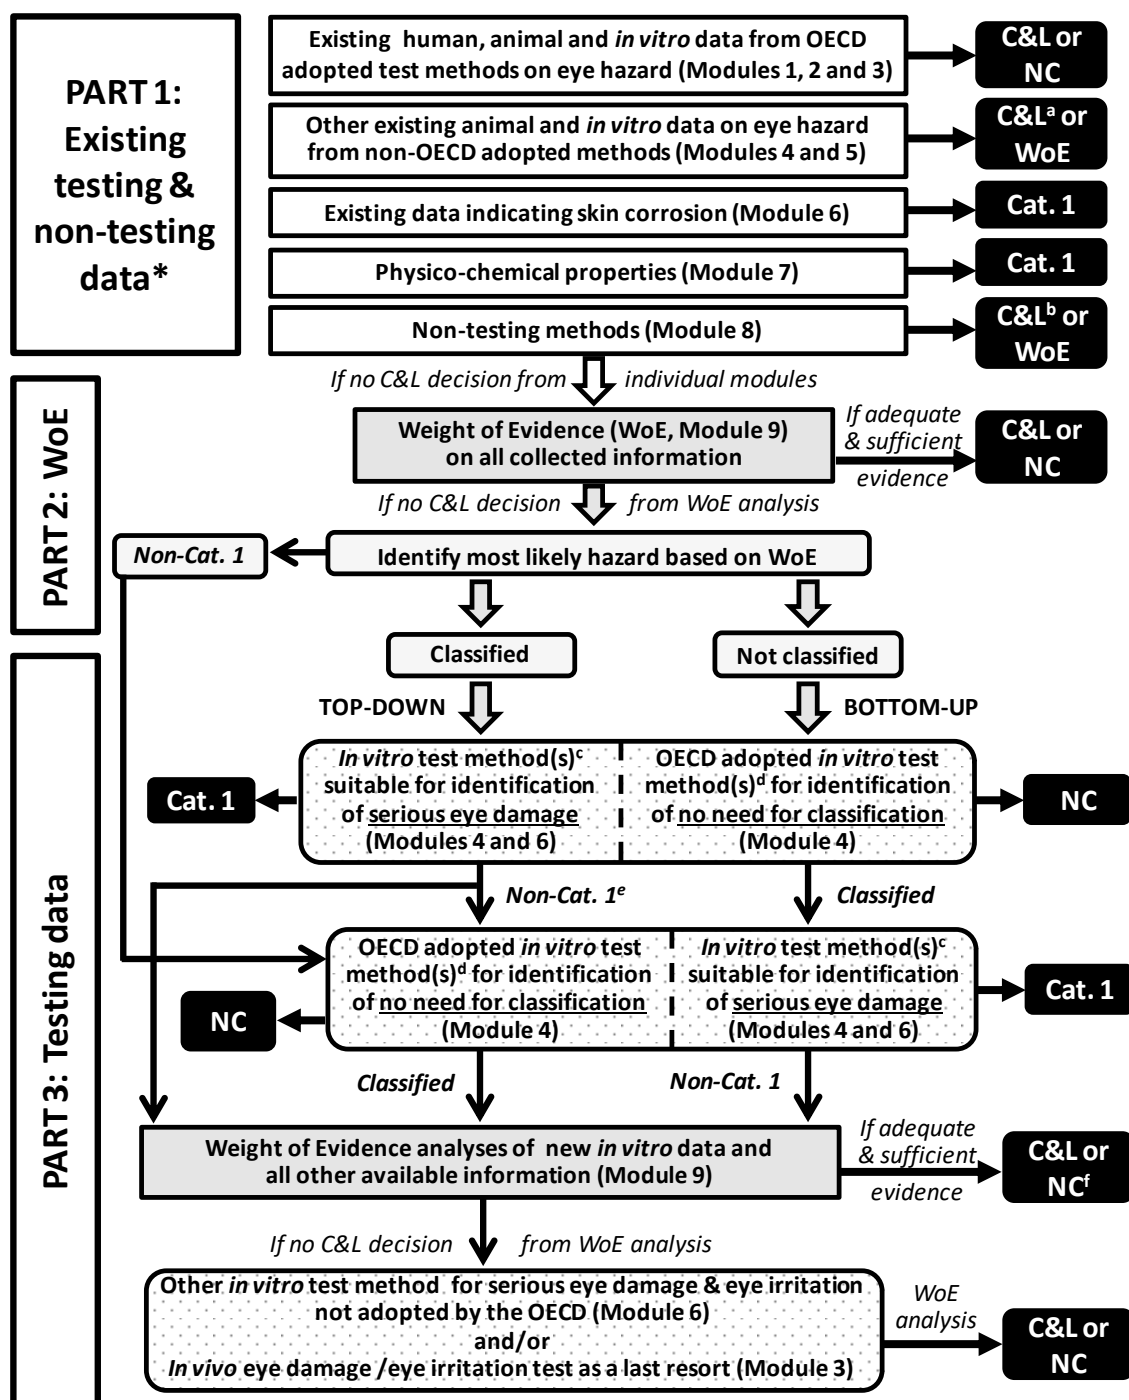 PART 1:
Existing
testing &
non-testing
data*
Existing human, animal and in vitro data from OECD
adopted test methods on eye hazard (Modules 1, 2 and 3)
C&L or
NC
Other existing animal and in vitro data on eye hazard
from non-OECD adopted methods (Modules 4 and 5)
C&Lᵃ or
WoE
Existing data indicating skin corrosion (Module 6)
Cat. 1
Physico-chemical properties (Module 7)
Cat. 1
Non-testing methods (Module 8)
C&Lᵇ or
WoE
If no C&L decision from individual modules
PART 2: WoE
Weight of Evidence (WoE, Module 9)
on all collected information
If adequate
& sufficient
evidence
C&L or
NC
If no C&L decision from WoE analysis
Non-Cat. 1
Identify most likely hazard based on WoE
Classified
Not classified
TOP-DOWN
BOTTOM-UP
PART 3: Testing data
In vitro test method(s)ᶜ
suitable for identification
of serious eye damage
(Modules 4 and 6)
OECD adopted in vitro test
method(s)ᵈ for identification
of no need for classification
(Module 4)
Cat. 1
NC
Non-Cat. 1ᵉ
Classified
OECD adopted in vitro test
method(s)ᵈ for identification
of no need for classification
(Module 4)
In vitro test method(s)ᶜ
suitable for identification
of serious eye damage
(Modules 4 and 6)
NC
Cat. 1
Classified
Non-Cat. 1
Weight of Evidence analyses of new in vitro data and
all other available information (Module 9)
If adequate
& sufficient
evidence
C&L or
NCᶠ
If no C&L decision from WoE analysis
Other in vitro test method for serious eye damage & eye irritation
not adopted by the OECD (Module 6)
and/or
In vivo eye damage /eye irritation test as a last resort (Module 3)
WoE
analysis
C&L or
NC